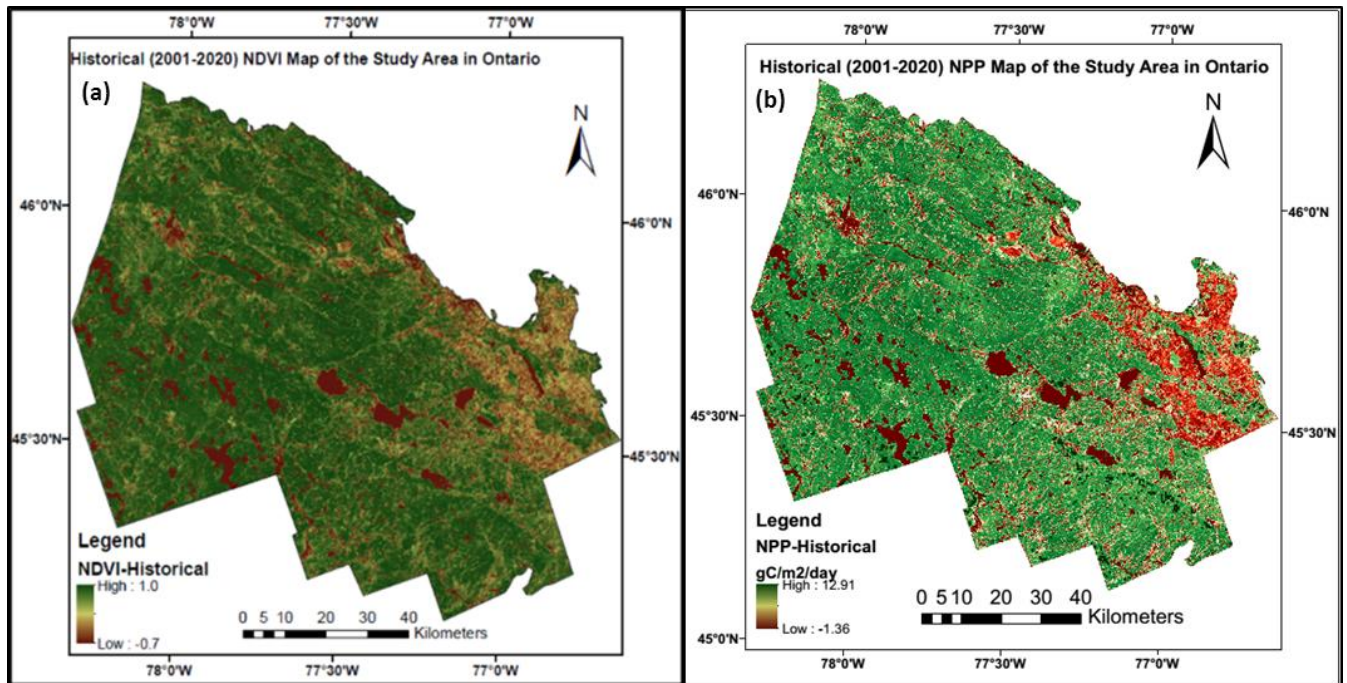 78°0'W 77°30'W 77°0'W
Historical (2001-2020) NDVI Map of the Study Area in Ontario
(a)
N
46°0'N 46°0'N
45°30'N 45°30'N
Legend
NDVI-Historical
High : 1.0
Low : -0.7
0 5 10 20 30 40
Kilometers
78°0'W 77°30'W 77°0'W
78°0'W 77°30'W 77°0'W
Historical (2001-2020) NPP Map of the Study Area in Ontario
(b)
N
46°0'N 46°0'N
45°30'N 45°30'N
Legend
NPP-Historical
gC/m2/day
High : 12.91
Low : -1.36
0 5 10 20 30 40
Kilometers
45°0'N 45°0'N
78°0'W 77°30'W 77°0'W